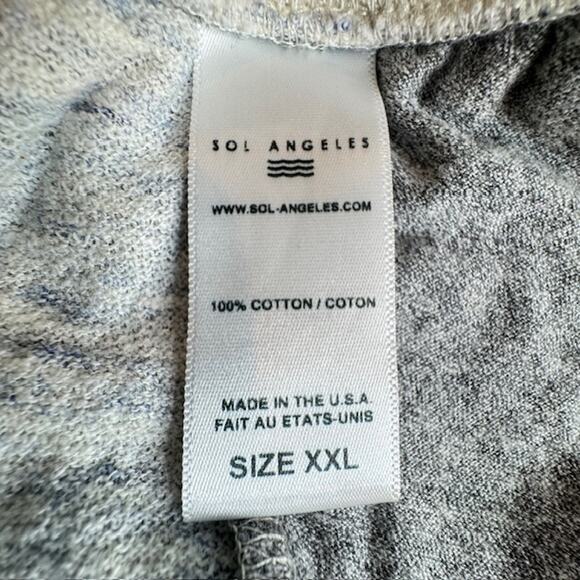 SOL ANGELES
WWW.SOL-ANGELES.COM
100% COTTON / COTON
MADE IN THE U.S.A.
FAIT AU ETATS-UNIS
SIZE XXL